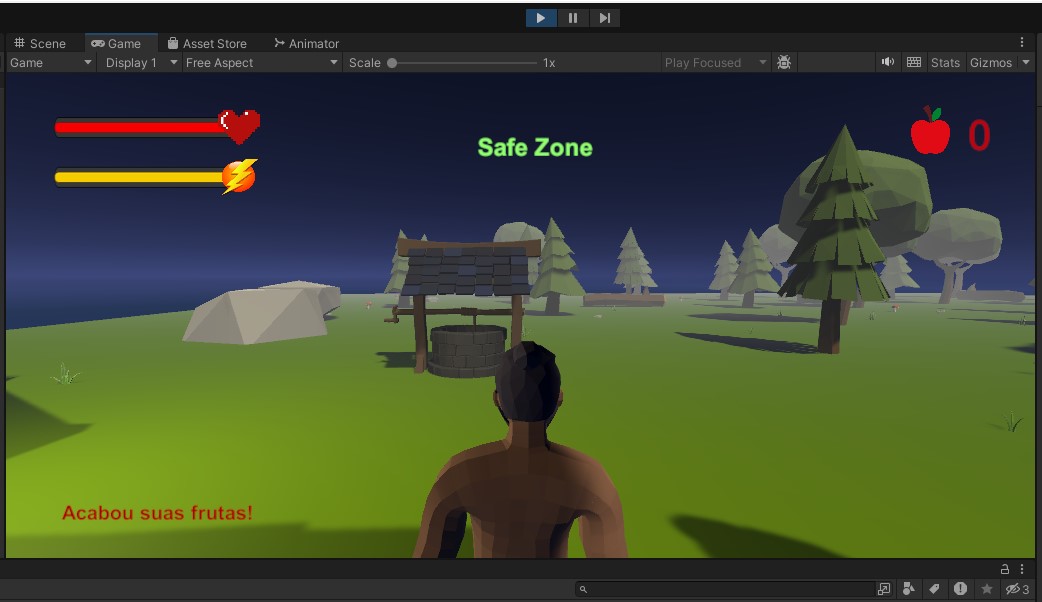 Scene Game Asset Store Animator
Game Display 1 Free Aspect Scale 1x Play Focused Stats Gizmos
Safe Zone
0
Acabou suas frutas!
3